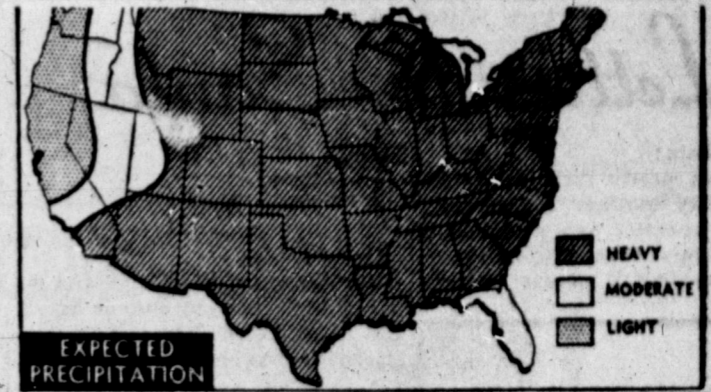 HEAVY
MODERATE
LIGHT
EXPECTED
PRECIPITATION